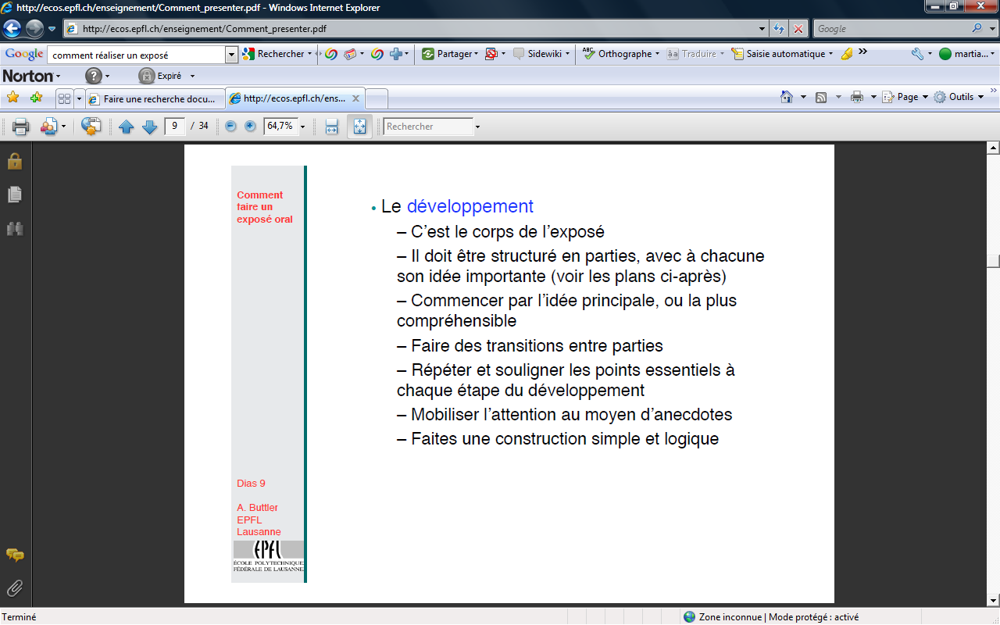 http://ecos.epfl.ch/enseignement/Comment_presenter.pdf - Windows Internet Explorer
http://ecos.epfl.ch/enseignement/Comment_presenter.pdf
Google
Google
comment réaliser un exposé
Rechercher
Partager
Sidewiki
ABC
Orthographe
Traduire
Saisie automatique
martia...
Norton
Expiré
Faire une recherche docu...
http://ecos.epfl.ch/ens...
Page
Outils
9 / 34
64,7%
Rechercher
Comment
faire un
exposé oral
• Le développement
– C'est le corps de l'exposé
– Il doit être structuré en parties, avec à chacune
son idée importante (voir les plans ci-après)
– Commencer par l'idée principale, ou la plus
compréhensible
– Faire des transitions entre parties
– Répéter et souligner les points essentiels à
chaque étape du développement
– Mobiliser l'attention au moyen d'anecdotes
– Faites une construction simple et logique
Dias 9
A. Buttler
EPFL
Lausanne
EPFL
ÉCOLE POLYTECHNIQUE
FÉDÉRALE DE LAUSANNE
Terminé
Zone inconnue | Mode protégé : activé